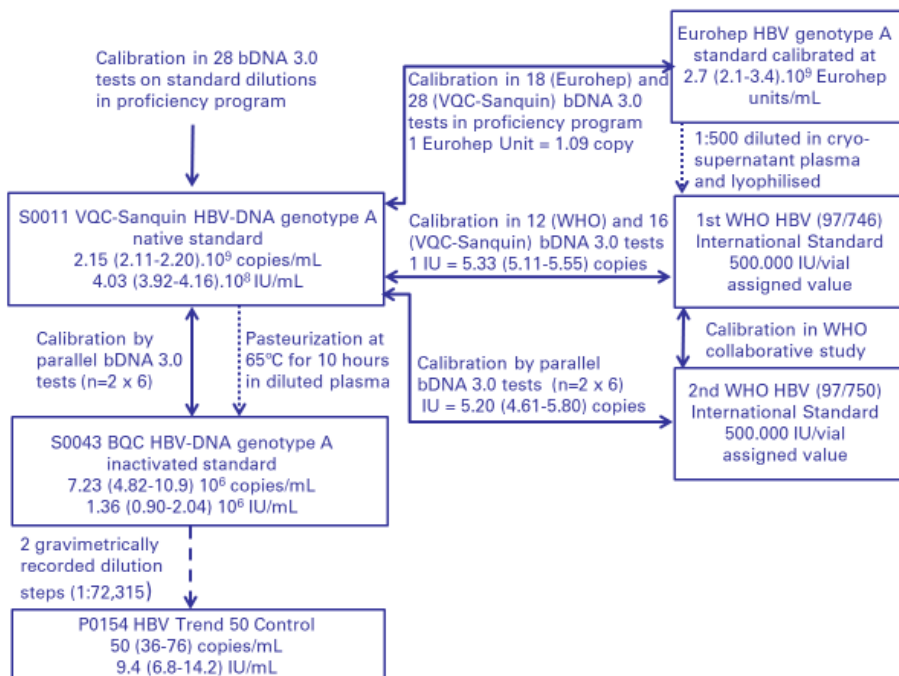 Calibration in 28 bDNA 3.0
tests on standard dilutions
in proficiency program
Calibration in 18 (Eurohep) and
28 (VQC-Sanquin) bDNA 3.0
tests in proficiency program
1 Eurohep Unit = 1.09 copy
Eurohep HBV genotype A
standard calibrated at
2.7 (2.1-3.4).10⁹ Eurohep
units/mL
1:500 diluted in cryo-
supernatant plasma
and lyophilised
S0011 VQC-Sanquin HBV-DNA genotype A
native standard
2.15 (2.11-2.20).10⁹ copies/mL
4.03 (3.92-4.16).10⁸ IU/mL
Calibration in 12 (WHO) and 16
(VQC-Sanquin) bDNA 3.0 tests
1 IU = 5.33 (5.11-5.55) copies
1st WHO HBV (97/746)
International Standard
500.000 IU/vial
assigned value
Calibration by
parallel bDNA 3.0
tests (n=2 x 6)
Pasteurization at
65ºC for 10 hours
in diluted plasma
Calibration by parallel
bDNA 3.0 tests (n=2 x 6)
IU = 5.20 (4.61-5.80) copies
Calibration in WHO
collaborative study
2nd WHO HBV (97/750)
International Standard
500.000 IU/vial
assigned value
S0043 BQC HBV-DNA genotype A
inactivated standard
7.23 (4.82-10.9) 10⁶ copies/mL
1.36 (0.90-2.04) 10⁶ IU/mL
2 gravimetrically
recorded dilution
steps (1:72,315)
P0154 HBV Trend 50 Control
50 (36-76) copies/mL
9.4 (6.8-14.2) IU/mL